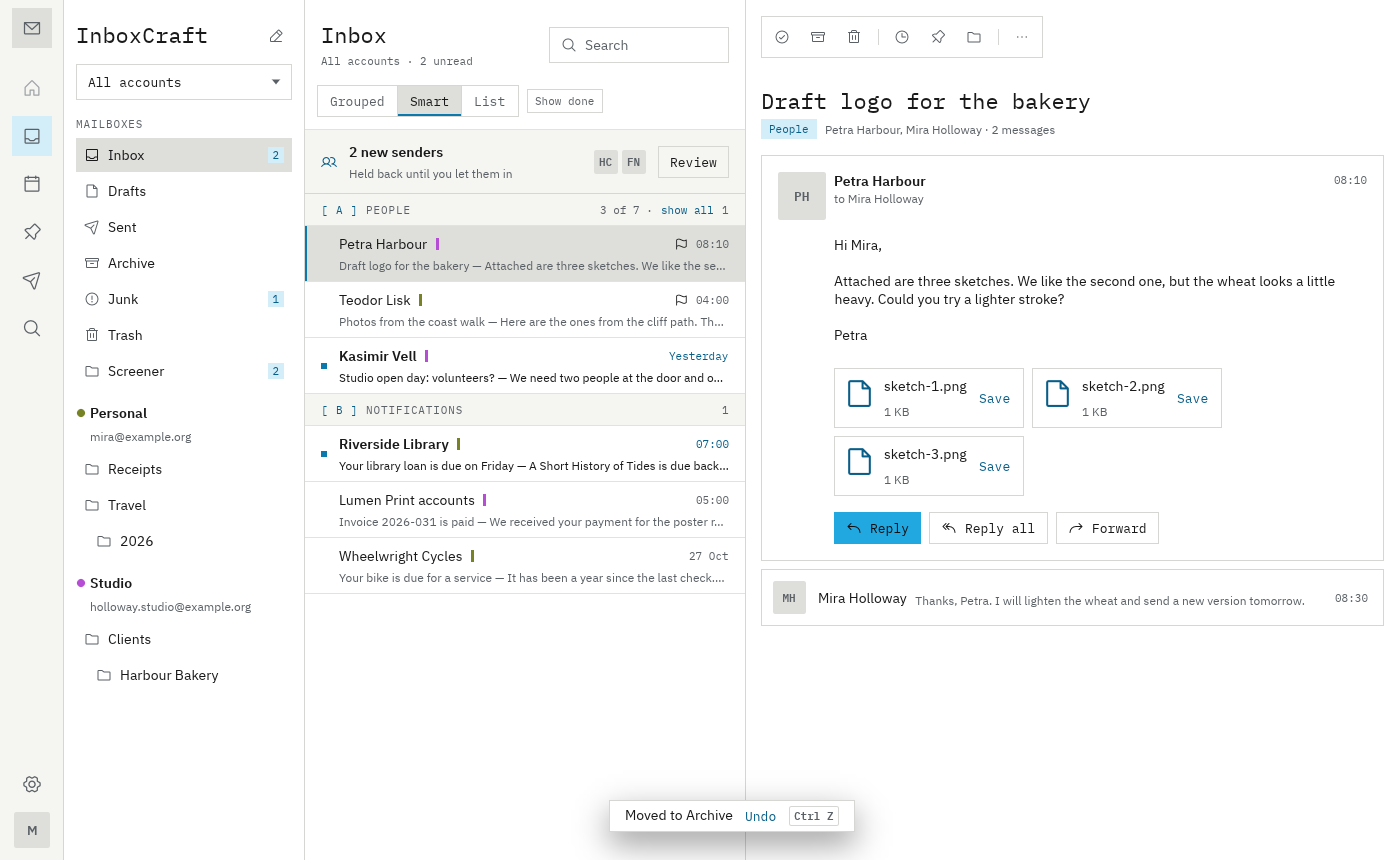 InboxCraft
All accounts
MAILBOXES
Inbox 2
Drafts
Sent
Archive
Junk 1
Trash
Screener 2
Personal
mira@example.org
Receipts
Travel
2026
Studio
holloway.studio@example.org
Clients
Harbour Bakery
M
Inbox
All accounts · 2 unread
Search
Grouped Smart List Show done
2 new senders
Held back until you let them in
HC FN Review
[ A ] PEOPLE 3 of 7 · show all 1
Petra Harbour 08:10
Draft logo for the bakery — Attached are three sketches. We like the se…
Teodor Lisk 04:00
Photos from the coast walk — Here are the ones from the cliff path. Th…
Kasimir Vell Yesterday
Studio open day: volunteers? — We need two people at the door and o…
[ B ] NOTIFICATIONS 1
Riverside Library 07:00
Your library loan is due on Friday — A Short History of Tides is due back…
Lumen Print accounts 05:00
Invoice 2026-031 is paid — We received your payment for the poster r…
Wheelwright Cycles 27 Oct
Your bike is due for a service — It has been a year since the last check.…
Draft logo for the bakery
People Petra Harbour, Mira Holloway · 2 messages
PH
Petra Harbour 08:10
to Mira Holloway
Hi Mira,
Attached are three sketches. We like the second one, but the wheat looks a little
heavy. Could you try a lighter stroke?
Petra
sketch-1.png
1 KB
Save
sketch-2.png
1 KB
Save
sketch-3.png
1 KB
Save
Reply Reply all Forward
MH Mira Holloway Thanks, Petra. I will lighten the wheat and send a new version tomorrow. 08:30
Moved to Archive Undo Ctrl Z